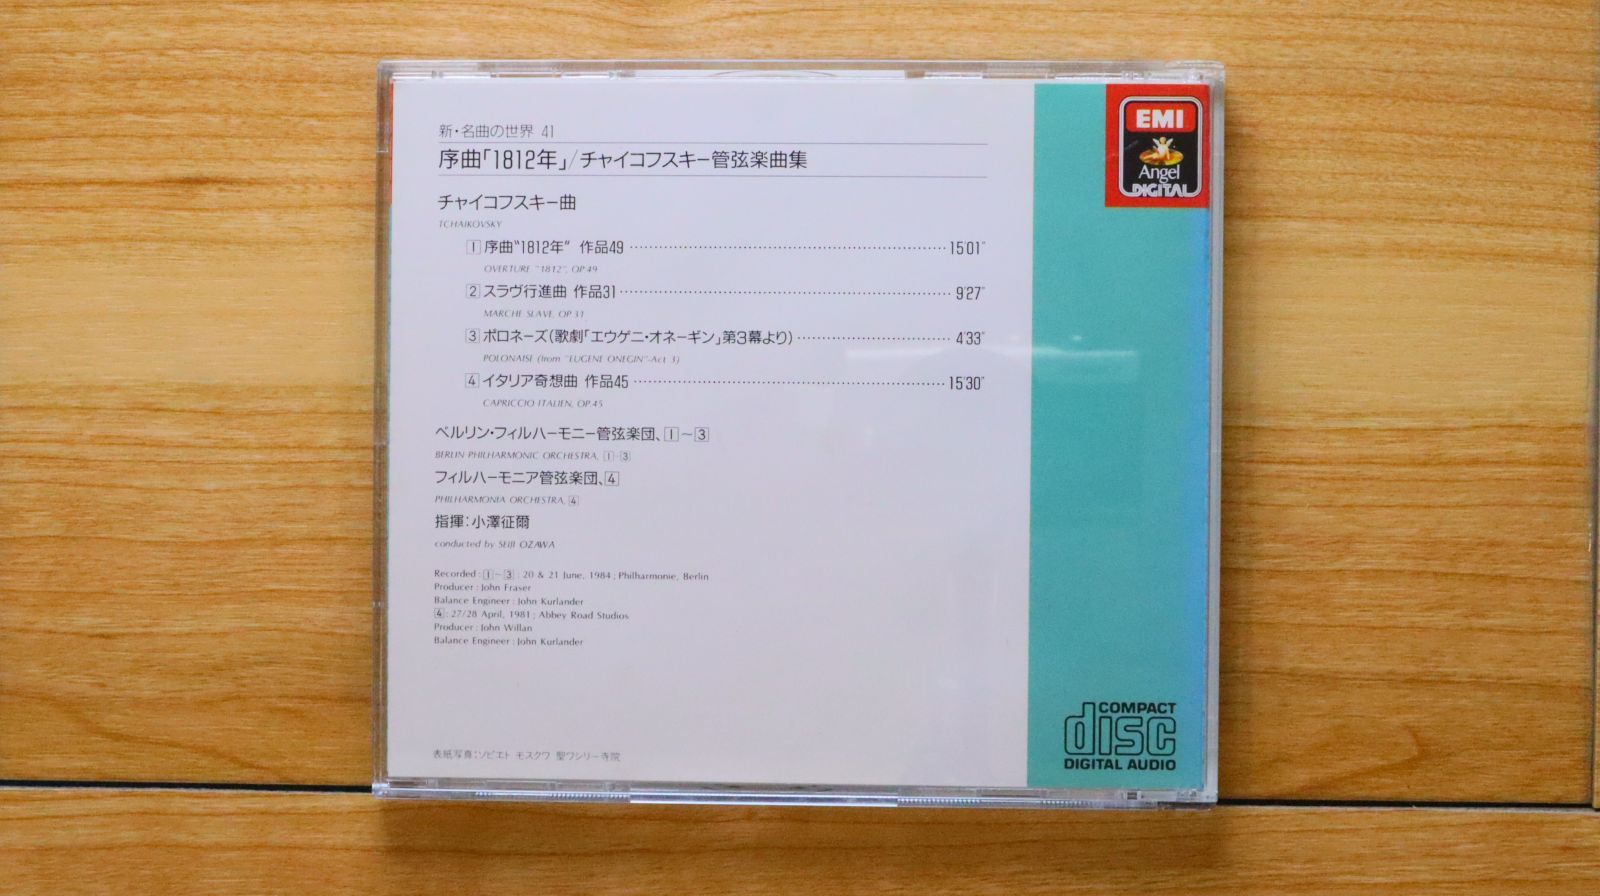 新・名曲の世界 41
序曲「1812年」/チャイコフスキー管弦楽曲集
チャイコフスキー曲
TCHAIKOVSKY
1 序曲“1812年” 作品49 15'01"
OVERTURE "1812", OP.49
2 スラヴ行進曲 作品31 9'27"
MARCHE SLAVE, OP 31
3 ポロネーズ(歌劇「エウゲニ・オネーギン」第3幕より) 4'33"
POLONAISE (from "EUGENE ONEGIN"-Act 3)
4 イタリア奇想曲 作品45 15'30"
CAPRICCIO ITALIEN, OP.45
ベルリン・フィルハーモニー管弦楽団、1〜3
BERLIN PHILHARMONIC ORCHESTRA, 1-3
フィルハーモニア管弦楽団、4
PHILHARMONIA ORCHESTRA, 4
指揮:小澤征爾
conducted by SEIJI OZAWA
Recorded : 1〜3 : 20 & 21 June, 1984 ; Philharmonie, Berlin
Producer : John Fraser
Balance Engineer : John Kurlander
4 : 27/28 April, 1981 ; Abbey Road Studios
Producer : John Willan
Balance Engineer : John Kurlander
表紙写真:ソビエト モスクワ 聖ワシリー寺院
EMI
Angel
DIGITAL
COMPACT
disc
DIGITAL AUDIO